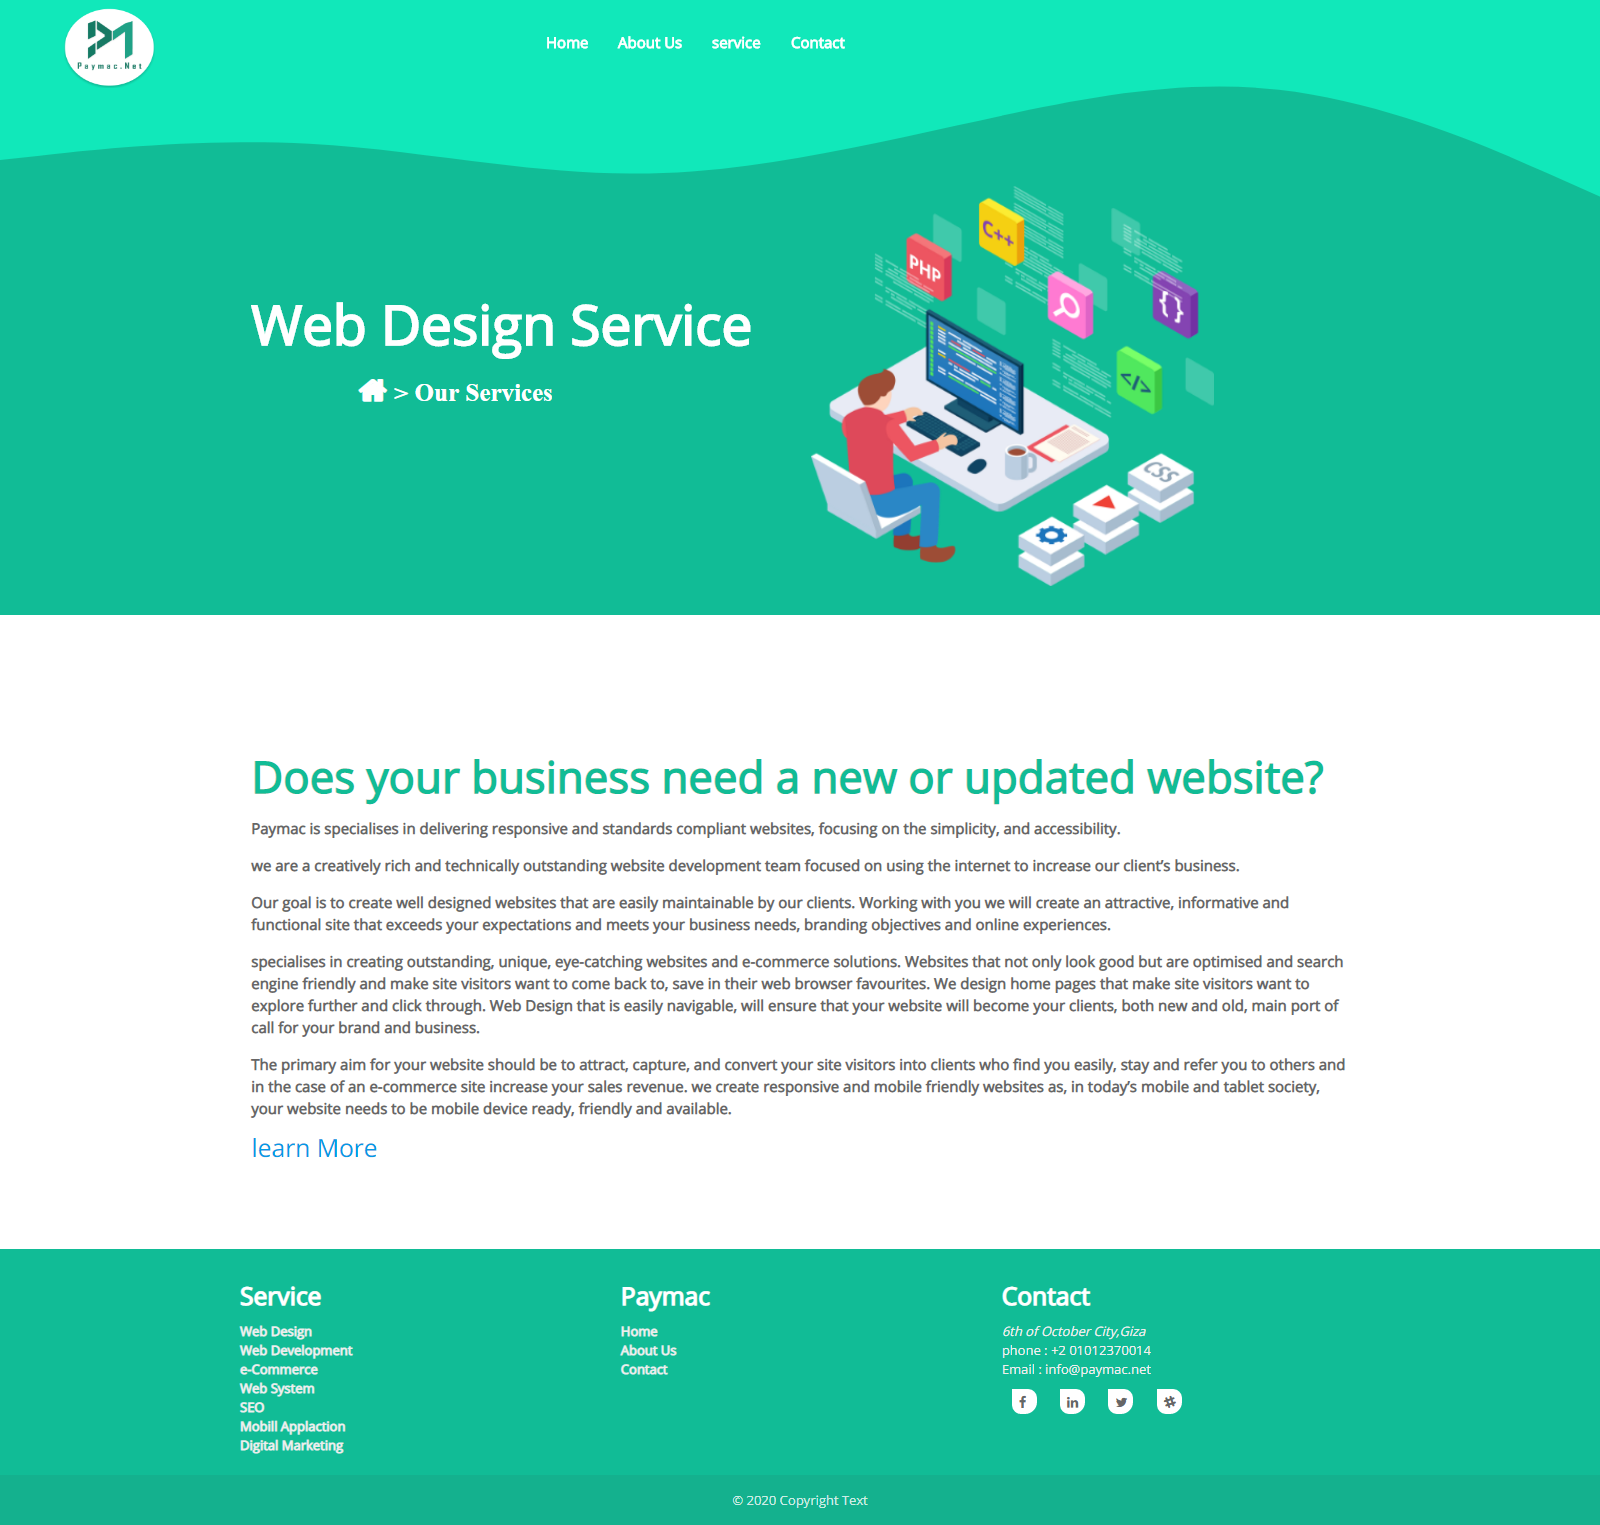 Paymac.Net
Home About Us service Contact
C++
PHP
{ }
</>
CSS
Web Design Service
> Our Services
Does your business need a new or updated website?
Paymac is specialises in delivering responsive and standards compliant websites, focusing on the simplicity, and accessibility.
we are a creatively rich and technically outstanding website development team focused on using the internet to increase our client’s business.
Our goal is to create well designed websites that are easily maintainable by our clients. Working with you we will create an attractive, informative and
functional site that exceeds your expectations and meets your business needs, branding objectives and online experiences.
specialises in creating outstanding, unique, eye-catching websites and e-commerce solutions. Websites that not only look good but are optimised and search
engine friendly and make site visitors want to come back to, save in their web browser favourites. We design home pages that make site visitors want to
explore further and click through. Web Design that is easily navigable, will ensure that your website will become your clients, both new and old, main port of
call for your brand and business.
The primary aim for your website should be to attract, capture, and convert your site visitors into clients who find you easily, stay and refer you to others and
in the case of an e-commerce site increase your sales revenue. we create responsive and mobile friendly websites as, in today’s mobile and tablet society,
your website needs to be mobile device ready, friendly and available.
learn More
Service
Web Design
Web Development
e-Commerce
Web System
SEO
Mobill Applaction
Digital Marketing
Paymac
Home
About Us
Contact
Contact
6th of October City,Giza
phone : +2 01012370014
Email : info@paymac.net
© 2020 Copyright Text